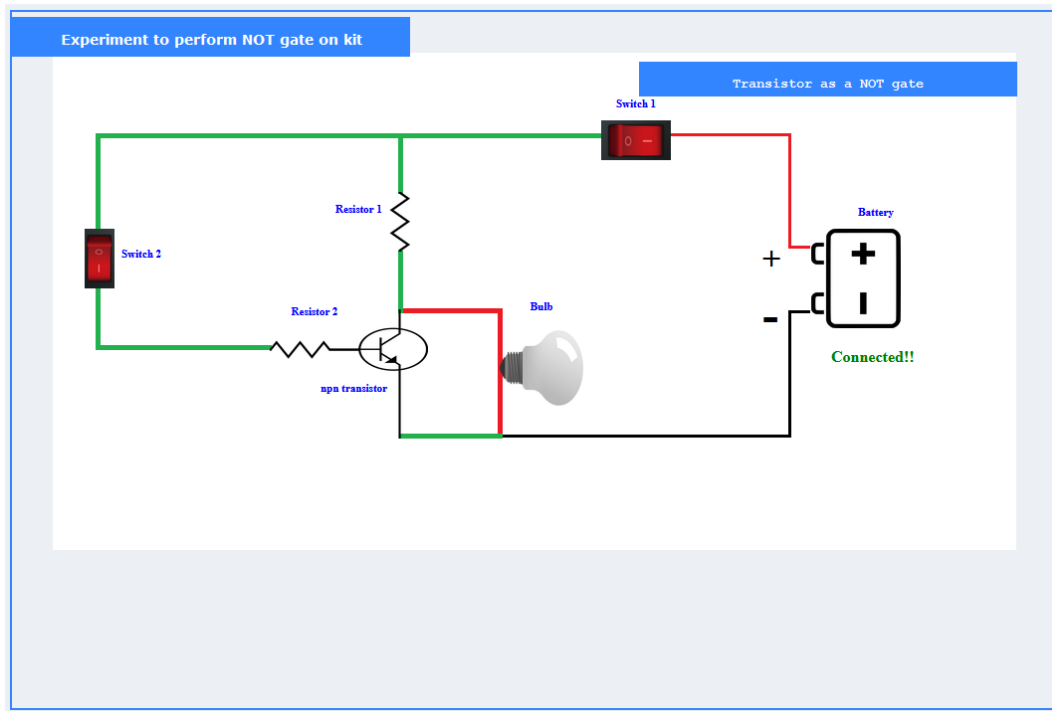 Experiment to perform NOT gate on kit
Transistor as a NOT gate
Switch 1
Resistor 1
Battery
Switch 2
+
Resistor 2
Bulb
-
Connected!!
npn transistor